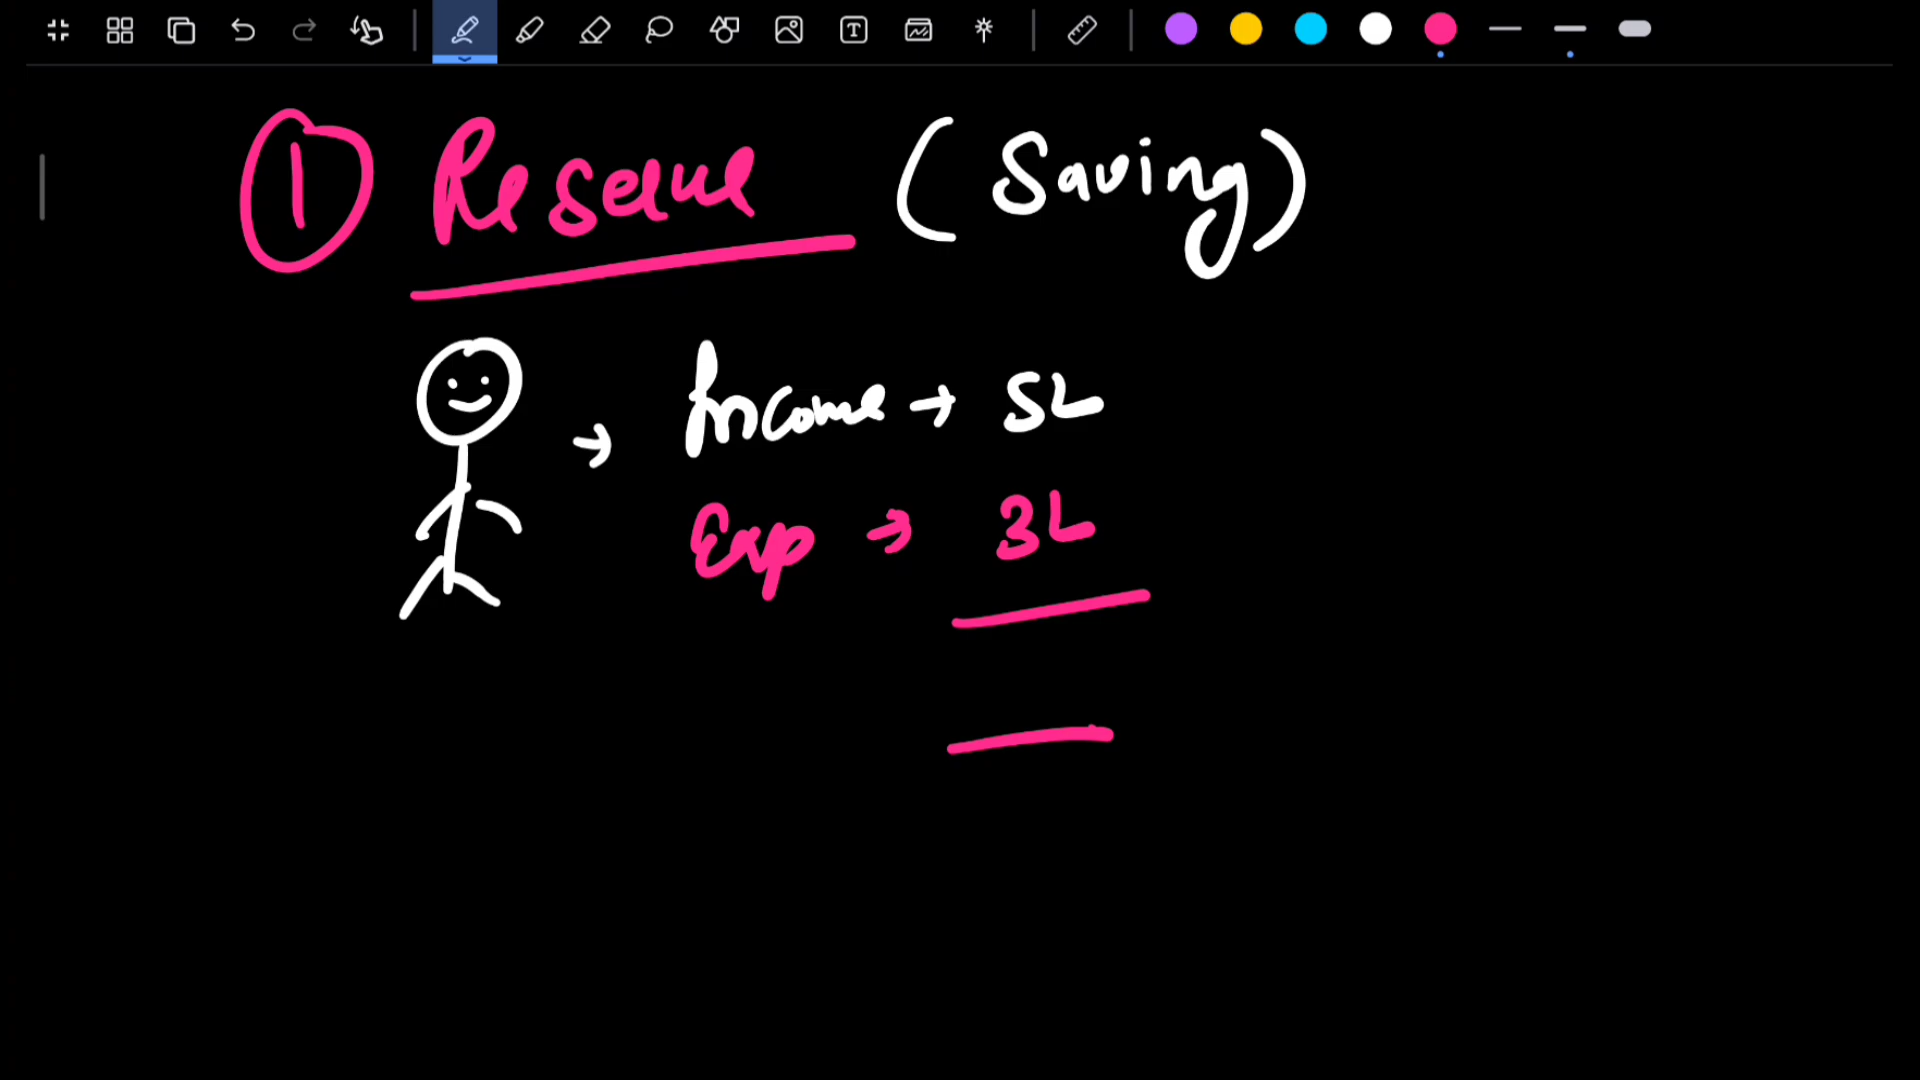 ① Reserve (Saving)
→ Income → 5L
Exp → 3L